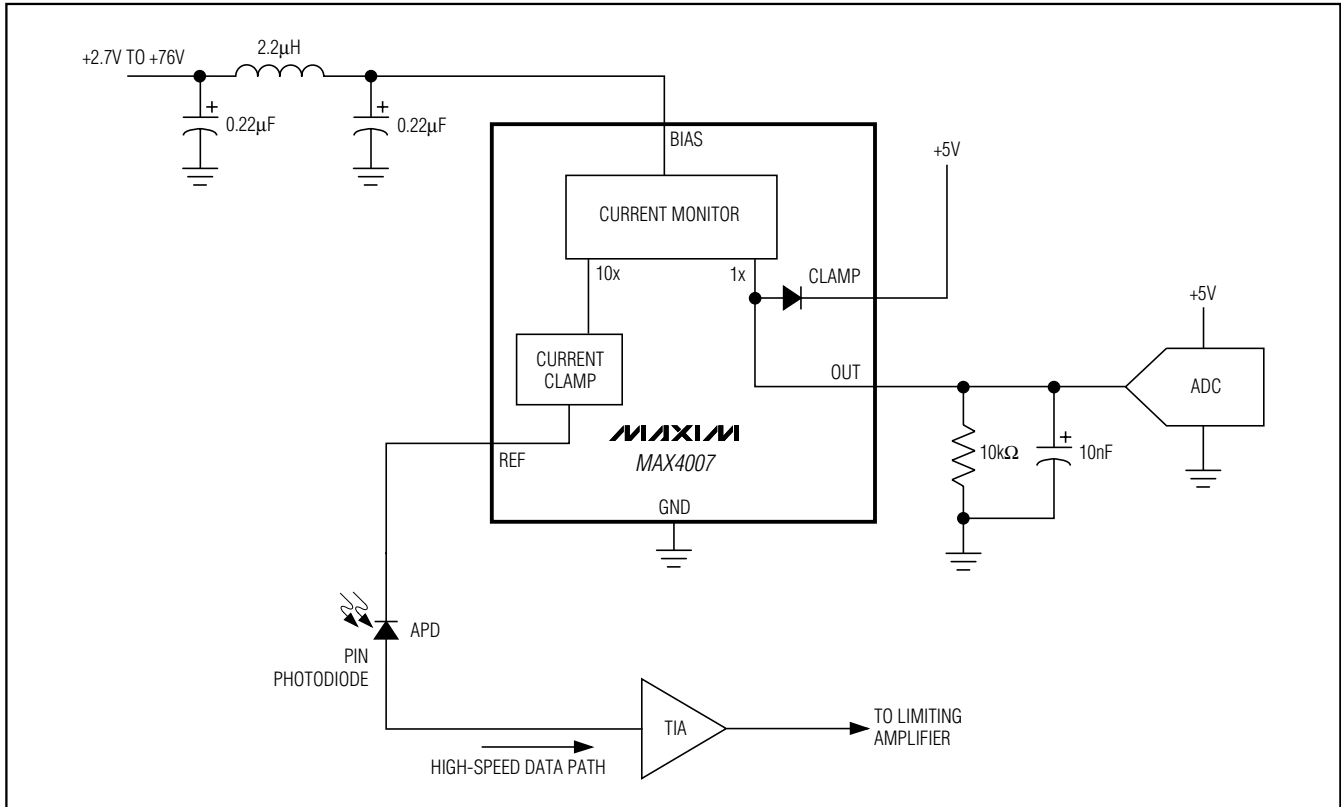 +2.7V TO +76V
2.2µH
+
0.22µF
+
0.22µF
BIAS
+5V
CURRENT MONITOR
10x
1x
CLAMP
+5V
CURRENT
CLAMP
OUT
ADC
MAXIM
MAX4007
REF
+
10kΩ
10nF
GND
APD
PIN
PHOTODIODE
TIA
TO LIMITING
AMPLIFIER
HIGH-SPEED DATA PATH